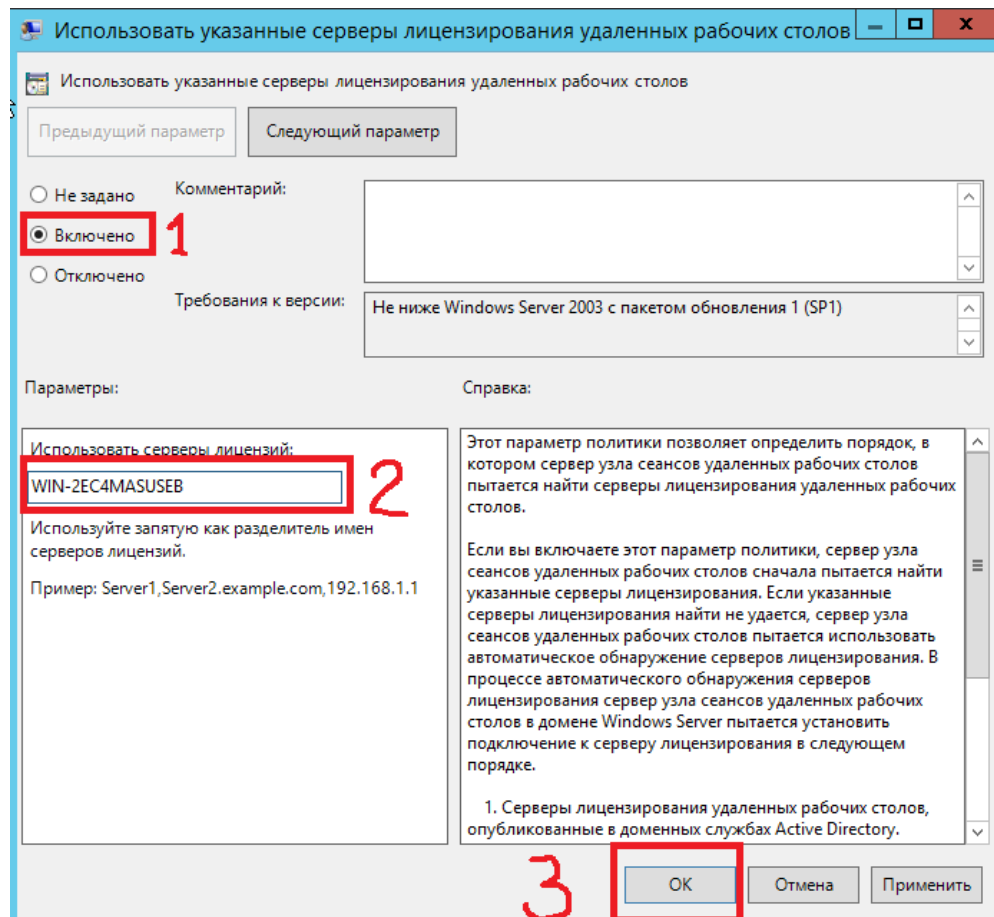 Использовать указанные серверы лицензирования удаленных рабочих столов
Использовать указанные серверы лицензирования удаленных рабочих столов
Предыдущий параметр
Следующий параметр
Не задано
Комментарий:
Включено
1
Отключено
Требования к версии:
Не ниже Windows Server 2003 с пакетом обновления 1 (SP1)
Параметры:
Справка:
Использовать серверы лицензий:
WIN-2EC4MASUSEB
2
Используйте запятую как разделитель имен
серверов лицензий.
Пример: Server1,Server2.example.com,192.168.1.1
Этот параметр политики позволяет определить порядок, в
котором сервер узла сеансов удаленных рабочих столов
пытается найти серверы лицензирования удаленных рабочих
столов.
Если вы включаете этот параметр политики, сервер узла
сеансов удаленных рабочих столов сначала пытается найти
указанные серверы лицензирования. Если указанные
серверы лицензирования найти не удается, сервер узла
сеансов удаленных рабочих столов пытается использовать
автоматическое обнаружение серверов лицензирования. В
процессе автоматического обнаружения серверов
лицензирования сервер узла сеансов удаленных рабочих
столов в домене Windows Server пытается установить
подключение к серверу лицензирования в следующем
порядке.
1. Серверы лицензирования удаленных рабочих столов,
опубликованные в доменных службах Active Directory.
3
OK
Отмена
Применить